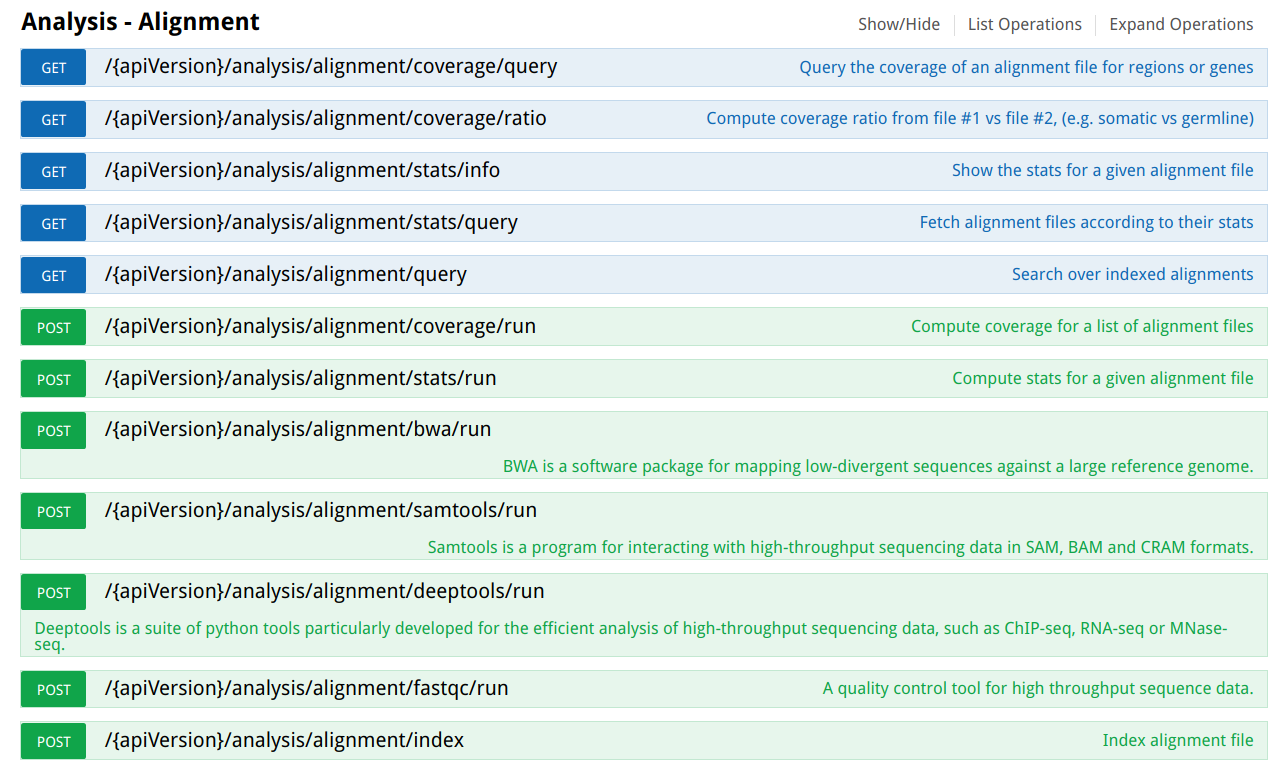 Analysis - Alignment Show/Hide List Operations Expand Operations
GET /{apiVersion}/analysis/alignment/coverage/query Query the coverage of an alignment file for regions or genes
GET /{apiVersion}/analysis/alignment/coverage/ratio Compute coverage ratio from file #1 vs file #2, (e.g. somatic vs germline)
GET /{apiVersion}/analysis/alignment/stats/info Show the stats for a given alignment file
GET /{apiVersion}/analysis/alignment/stats/query Fetch alignment files according to their stats
GET /{apiVersion}/analysis/alignment/query Search over indexed alignments
POST /{apiVersion}/analysis/alignment/coverage/run Compute coverage for a list of alignment files
POST /{apiVersion}/analysis/alignment/stats/run Compute stats for a given alignment file
POST /{apiVersion}/analysis/alignment/bwa/run
BWA is a software package for mapping low-divergent sequences against a large reference genome.
POST /{apiVersion}/analysis/alignment/samtools/run
Samtools is a program for interacting with high-throughput sequencing data in SAM, BAM and CRAM formats.
POST /{apiVersion}/analysis/alignment/deeptools/run
Deeptools is a suite of python tools particularly developed for the efficient analysis of high-throughput sequencing data, such as ChIP-seq, RNA-seq or MNase-
seq.
POST /{apiVersion}/analysis/alignment/fastqc/run A quality control tool for high throughput sequence data.
POST /{apiVersion}/analysis/alignment/index Index alignment file